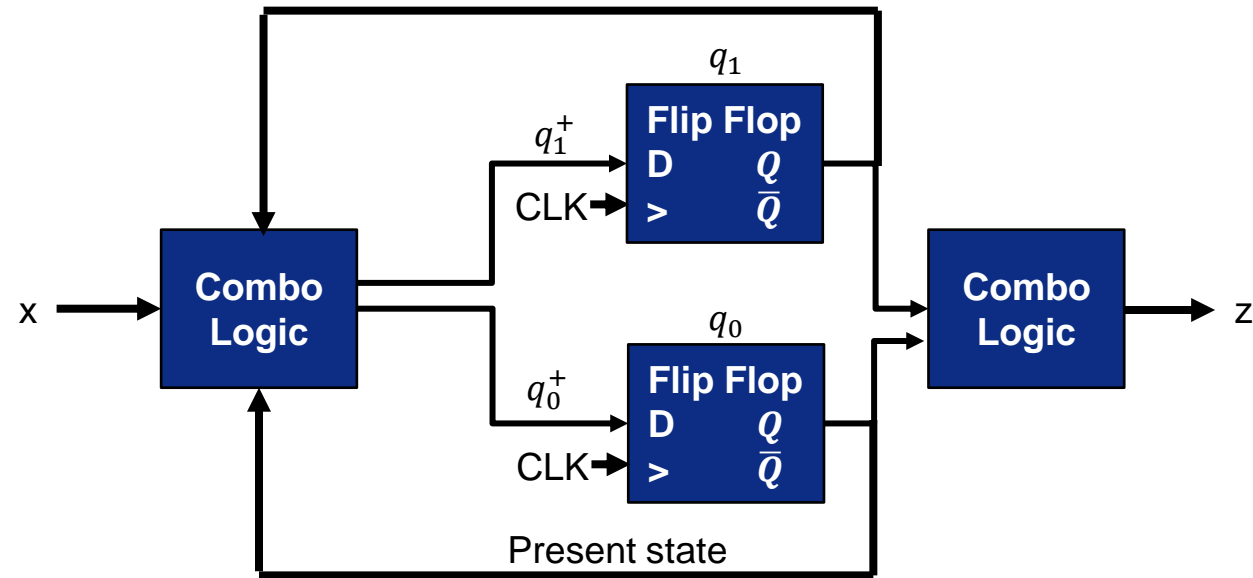 q₁
Flip Flop
D Q
> Q̅
q₁⁺
CLK
Combo
Logic
x
q₀
Flip Flop
D Q
> Q̅
q₀⁺
CLK
Combo
Logic
z
Present state